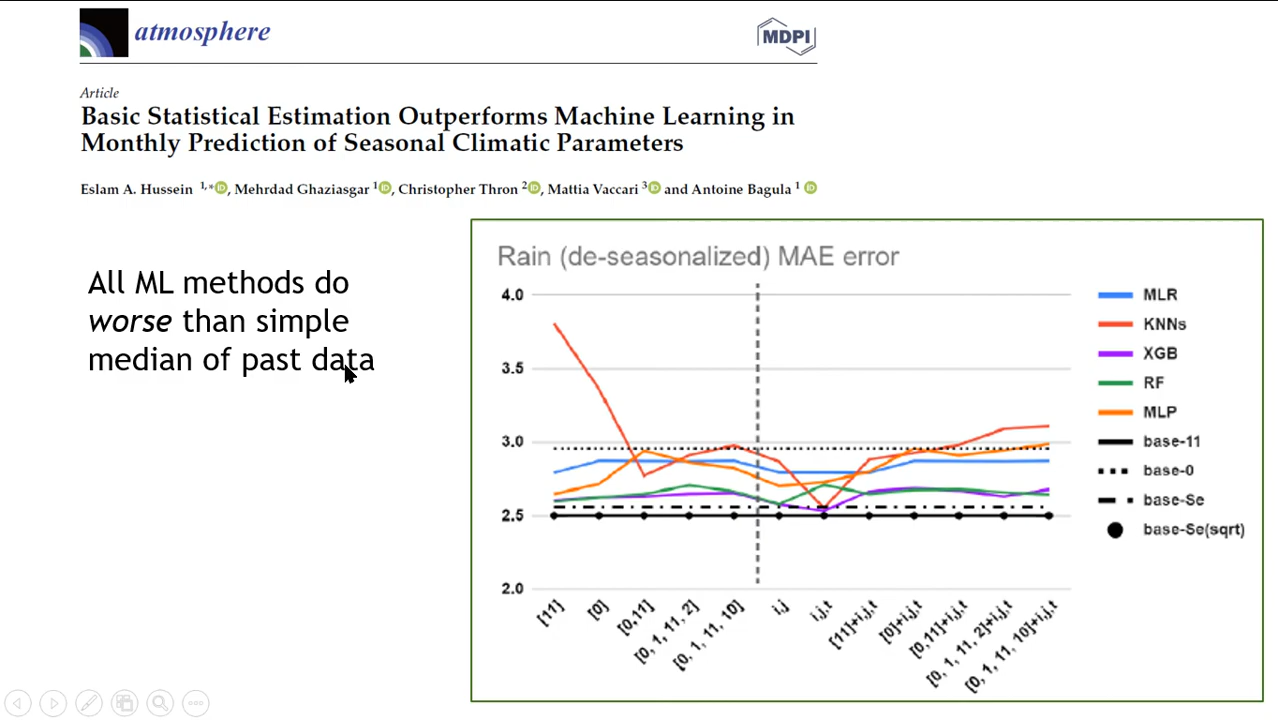 atmosphere
MDPI
Article
Basic Statistical Estimation Outperforms Machine Learning in
Monthly Prediction of Seasonal Climatic Parameters
Eslam A. Hussein 1,* iD, Mehrdad Ghaziasgar 1 iD, Christopher Thron 2 iD, Mattia Vaccari 3 iD and Antoine Bagula 1 iD
All ML methods do
worse than simple
median of past data
Rain (de-seasonalized) MAE error
4.0
3.5
3.0
2.5
2.0
[11]
[0]
[0,11]
[0, 1, 11, 2]
[0, 1, 11, 10]
i,j
i,j,t
[11]+i,j,t
[0]+i,j,t
[0,11]+i,j,t
[0, 1, 11, 2]+i,j,t
[0, 1, 11, 10]+i,j,t
MLR
KNNs
XGB
RF
MLP
base-11
base-0
base-Se
base-Se(sqrt)